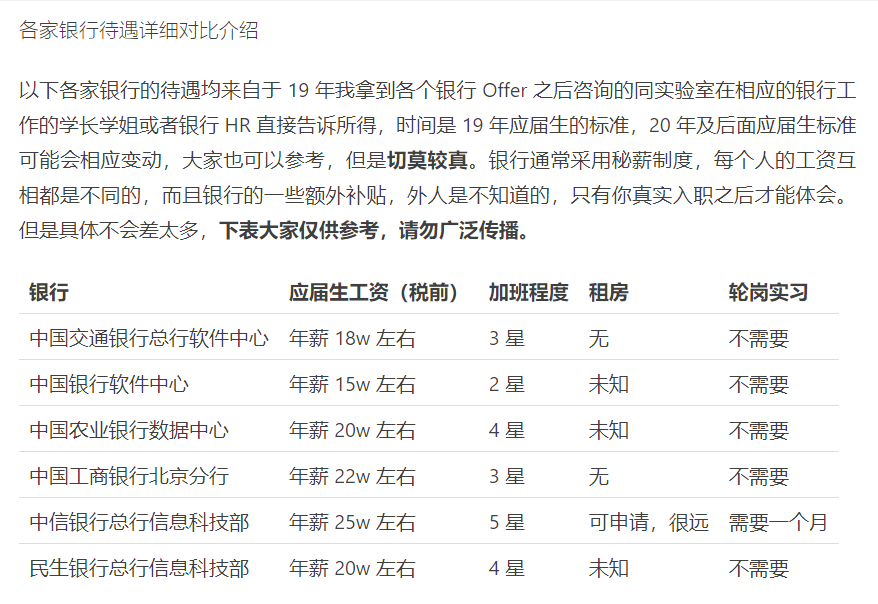 各家银行待遇详细对比介绍
以下各家银行的待遇均来自于 19 年我拿到各个银行 Offer 之后咨询的同实验室在相应的银行工
作的学长学姐或者银行 HR 直接告诉所得，时间是 19 年应届生的标准，20 年及后面应届生标准
可能会相应变动，大家也可以参考，但是切莫较真。银行通常采用秘薪制度，每个人的工资互
相都是不同的，而且银行的一些额外补贴，外人是不知道的，只有你真实入职之后才能体会。
但是具体不会差太多，下表大家仅供参考，请勿广泛传播。
银行 应届生工资（税前） 加班程度 租房 轮岗实习
中国交通银行总行软件中心 年薪 18w 左右 3 星 无 不需要
中国银行软件中心 年薪 15w 左右 2 星 未知 不需要
中国农业银行数据中心 年薪 20w 左右 4 星 未知 不需要
中国工商银行北京分行 年薪 22w 左右 3 星 无 不需要
中信银行总行信息科技部 年薪 25w 左右 5 星 可申请，很远 需要一个月
民生银行总行信息科技部 年薪 20w 左右 4 星 未知 不需要